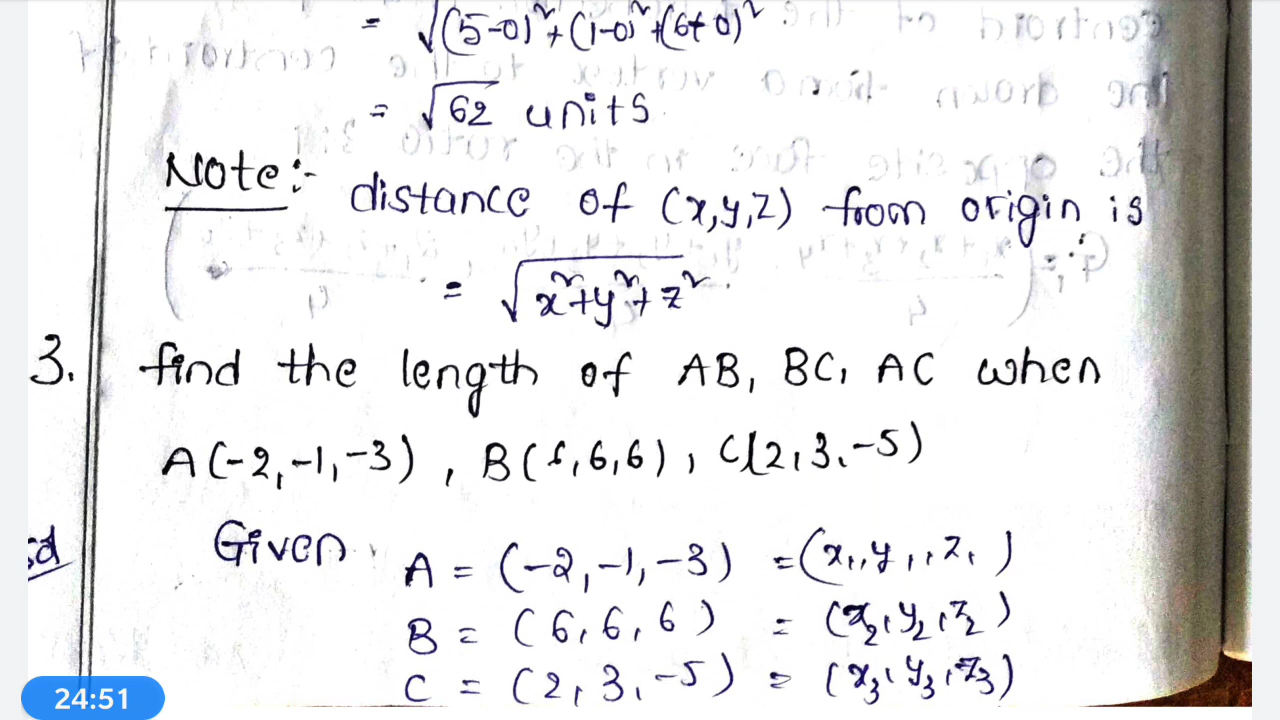 = √(5-0)²+(1-0)²+(6+0)²
= √62 units
Note:- distance of (x,y,z) from origin is
= √x²+y²+z²
3. find the length of AB, BC, AC when
A(-2,-1,-3), B( ,6,6), C(2,3,-5)
Given A = (-2,-1,-3) = (x₁,y₁,z₁)
B = (6,6,6) = (x₂,y₂,z₂)
C = (2,3,-5) = (x₃,y₃,z₃)
24:51